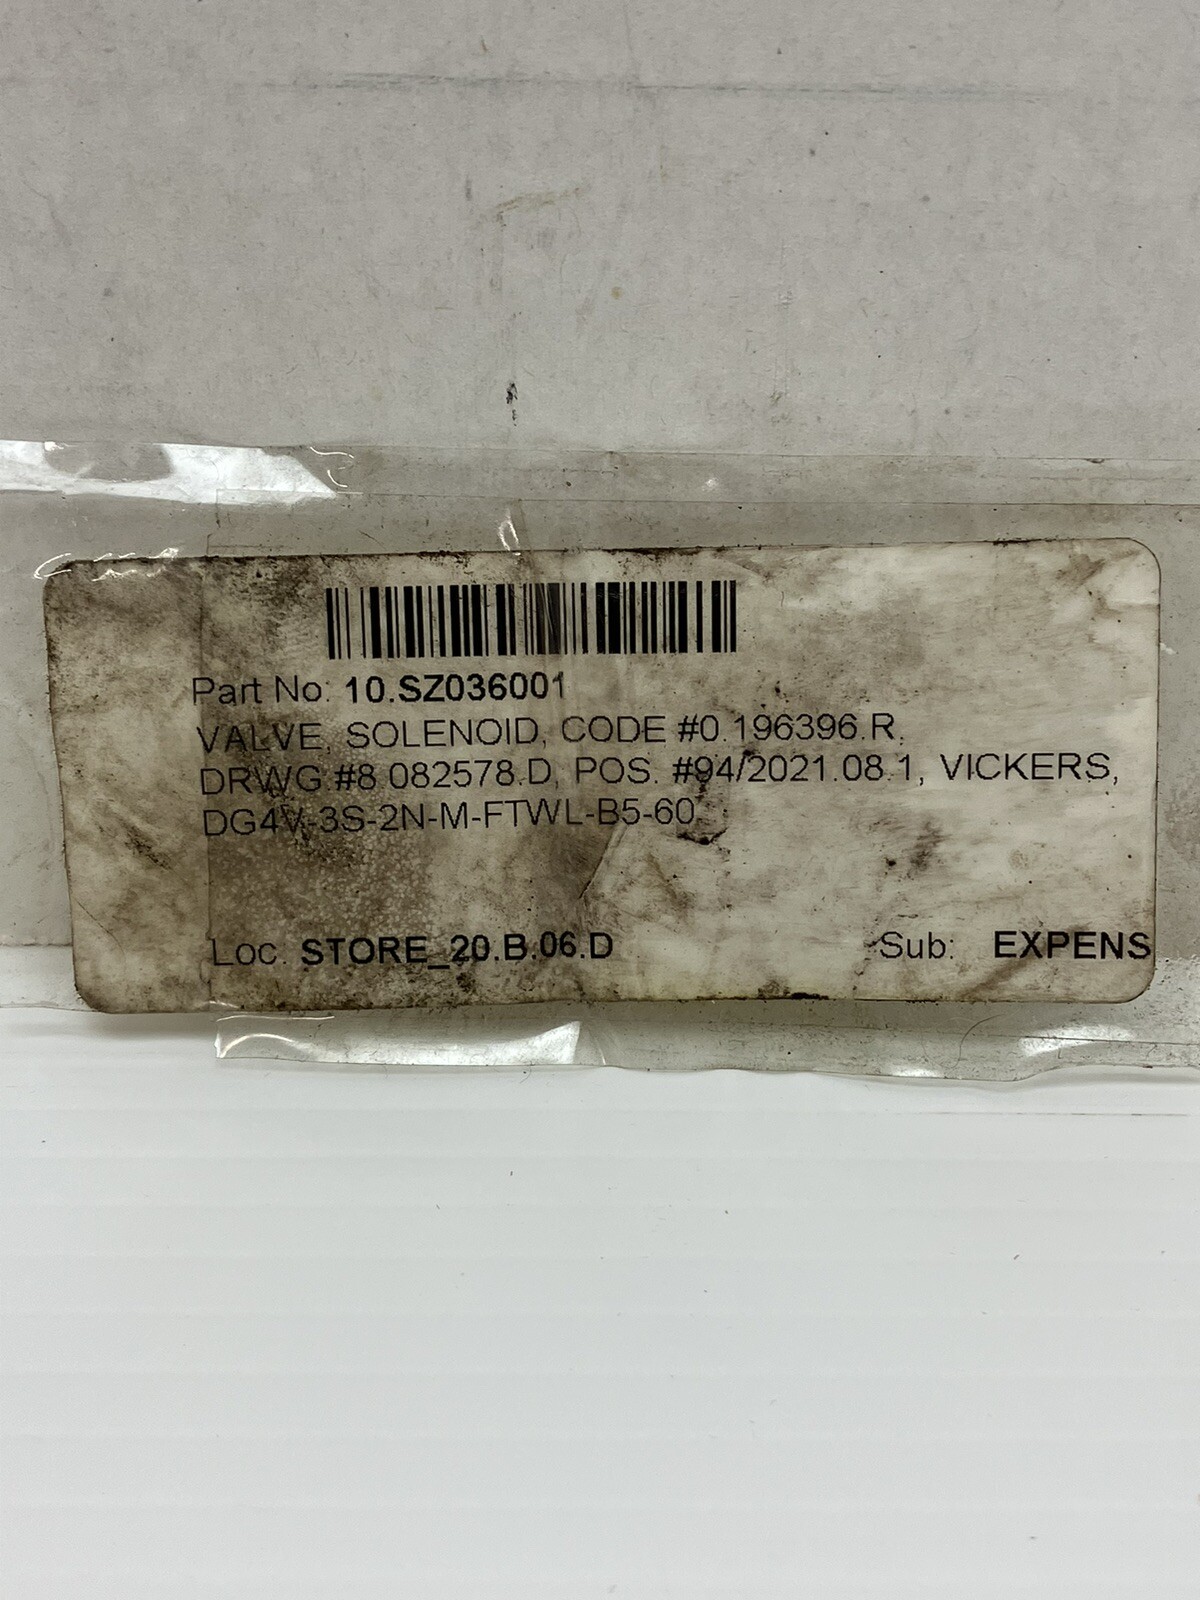 Part No: 10.SZ036001
VALVE, SOLENOID, CODE #0.196396.R,
DRWG #8.082578.D, POS. #94/2021.08.1, VICKERS,
DG4V-3S-2N-M-FTWL-B5-60
Loc: STORE_20.B.06.D Sub: EXPENS